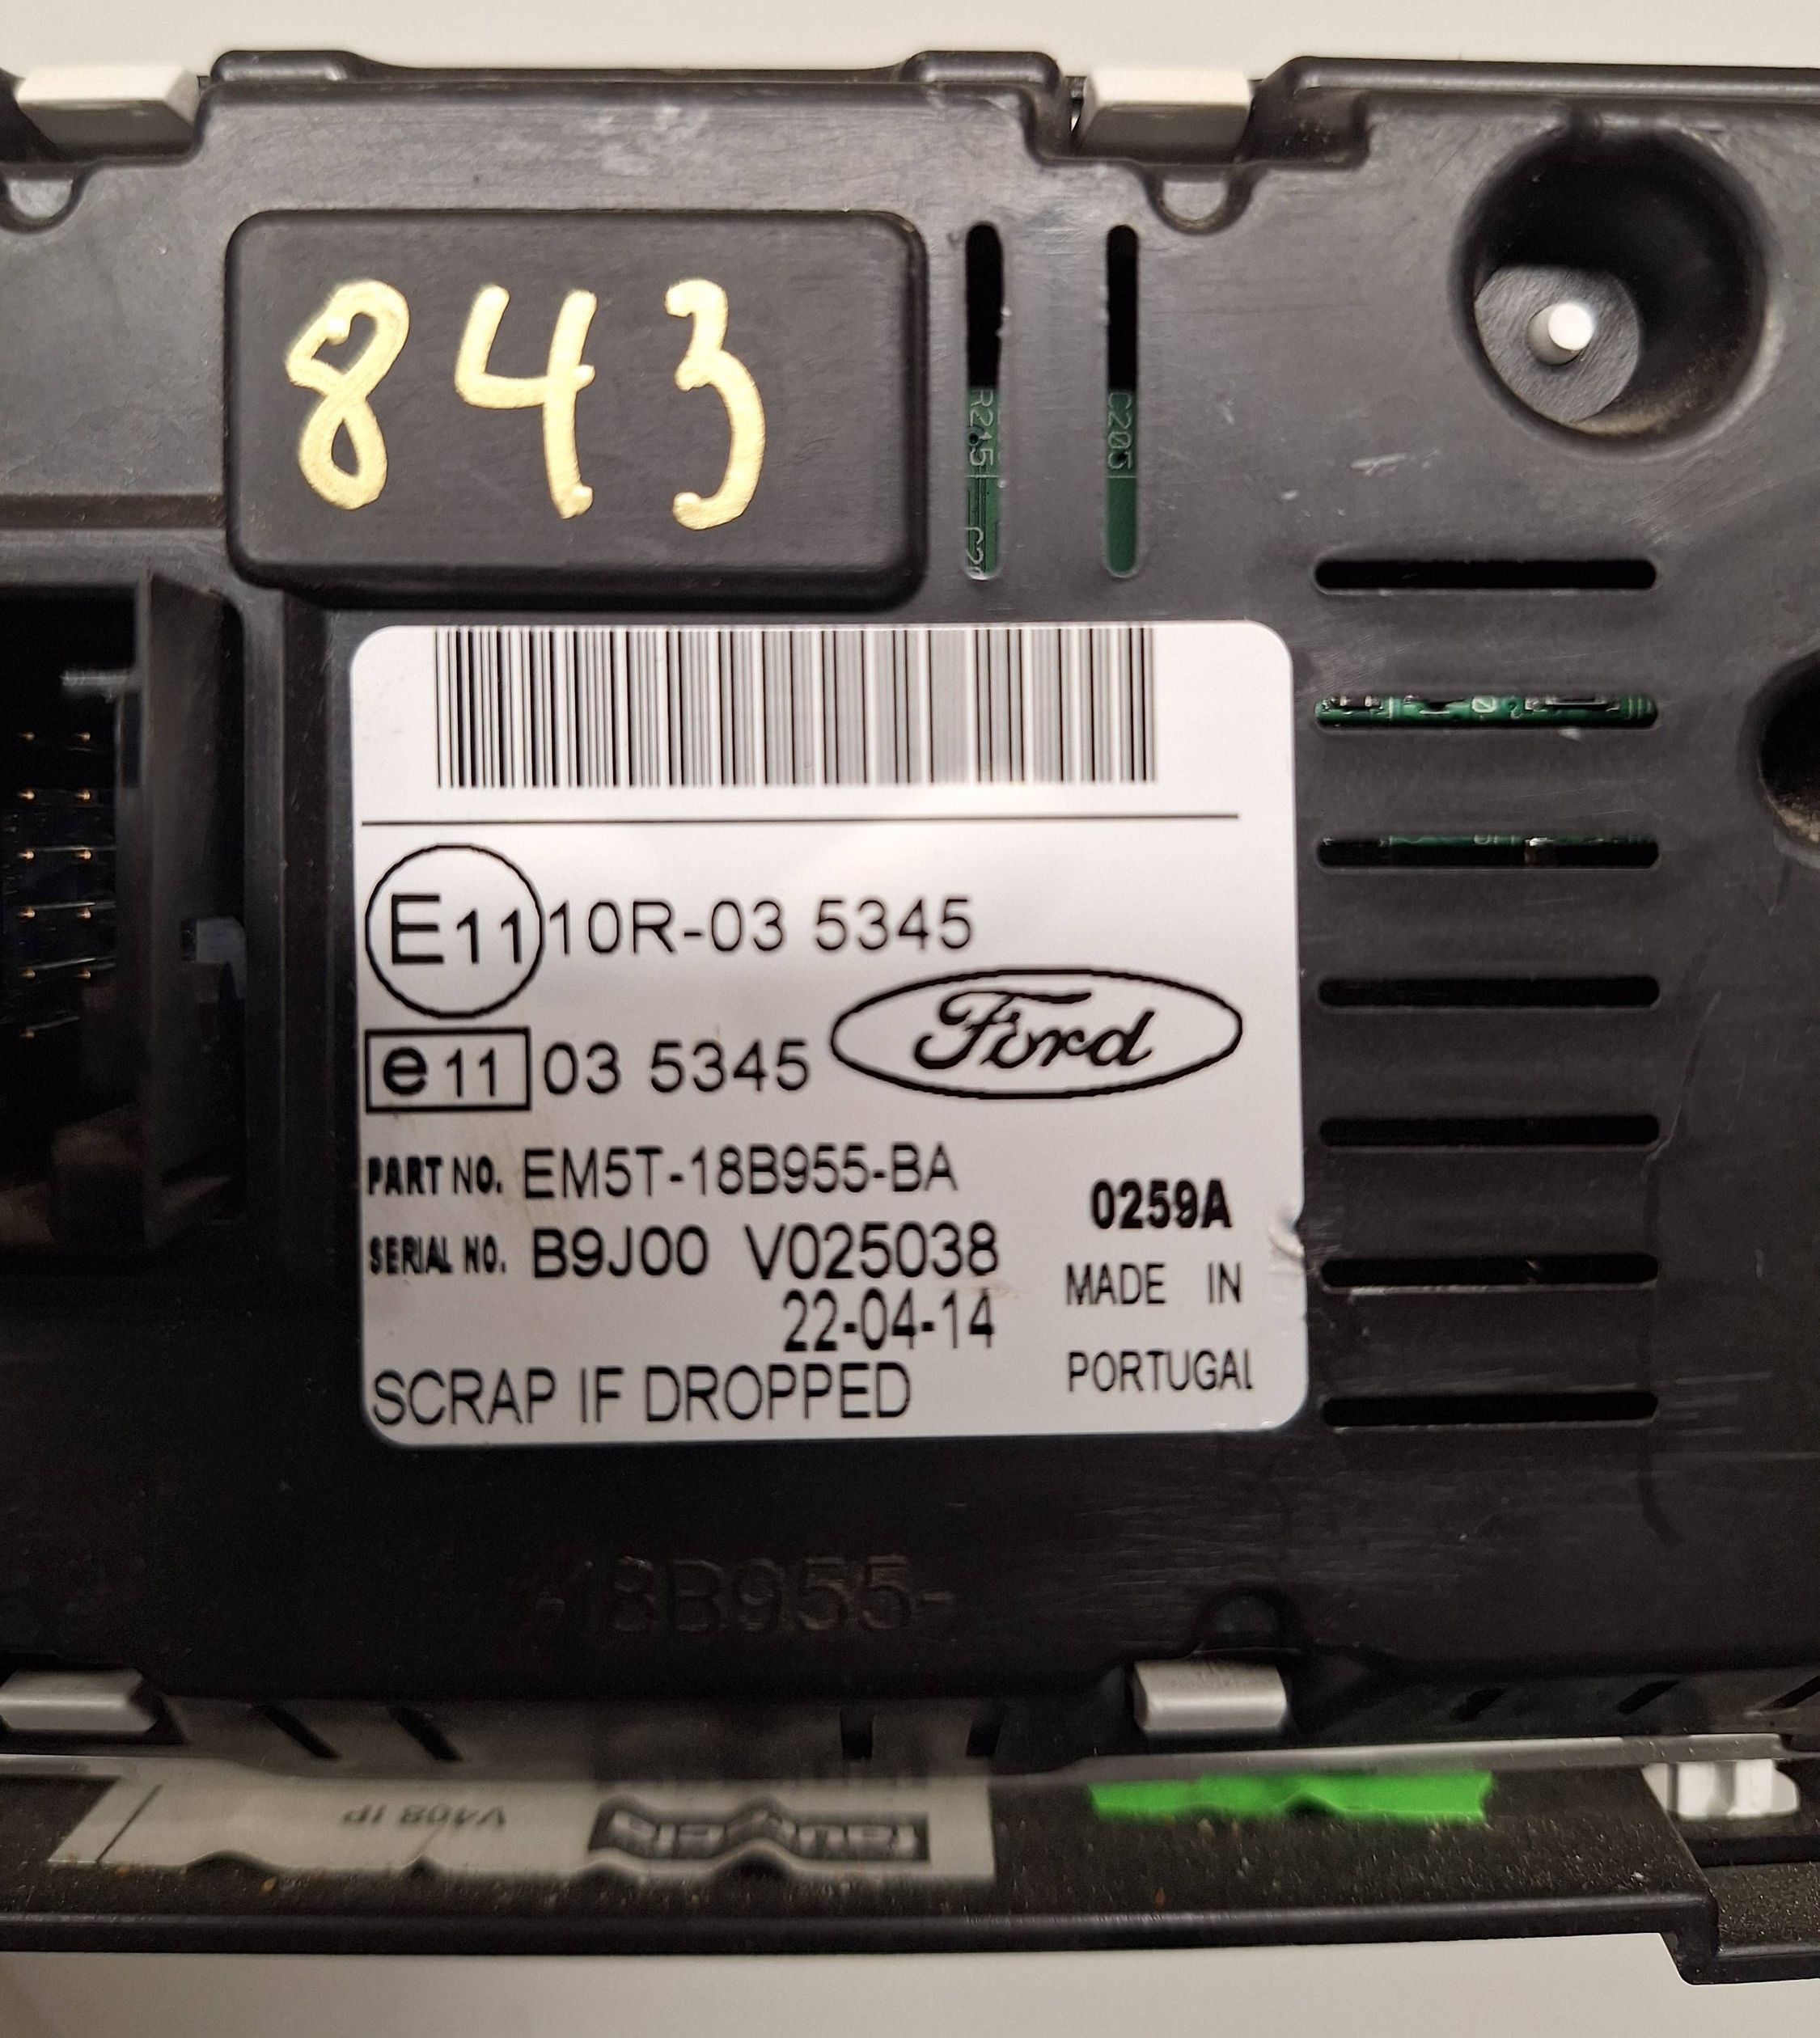 843
R215
C205
C2
E11 10R-03 5345
Ford
e11 03 5345
PART NO. EM5T-18B955-BA
0259A
SERIAL NO. B9J00 V025038
MADE IN
22-04-14
PORTUGAL
SCRAP IF DROPPED
18B955-
V408 IP